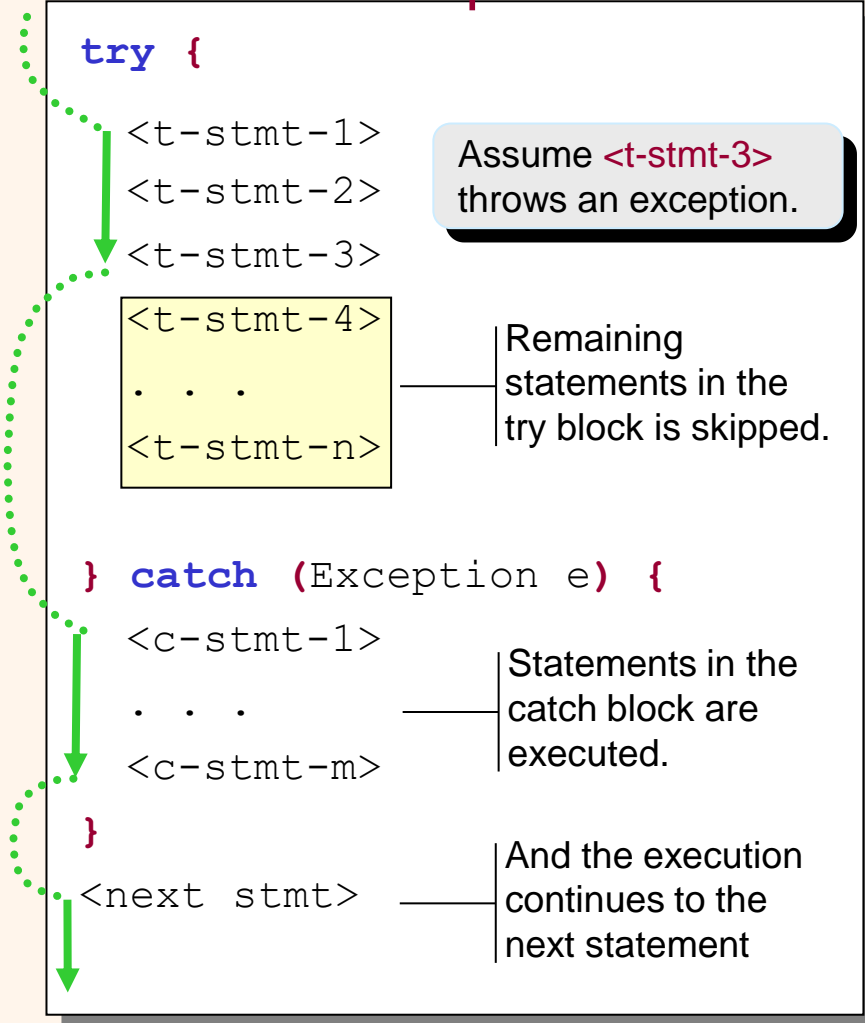 try {
<t-stmt-1>
Assume <t-stmt-3>
throws an exception.
<t-stmt-2>
<t-stmt-3>
<t-stmt-4>
. . .
<t-stmt-n>
Remaining
statements in the
try block is skipped.
} catch (Exception e) {
<c-stmt-1>
. . .
<c-stmt-m>
Statements in the
catch block are
executed.
}
<next stmt>
And the execution
continues to the
next statement